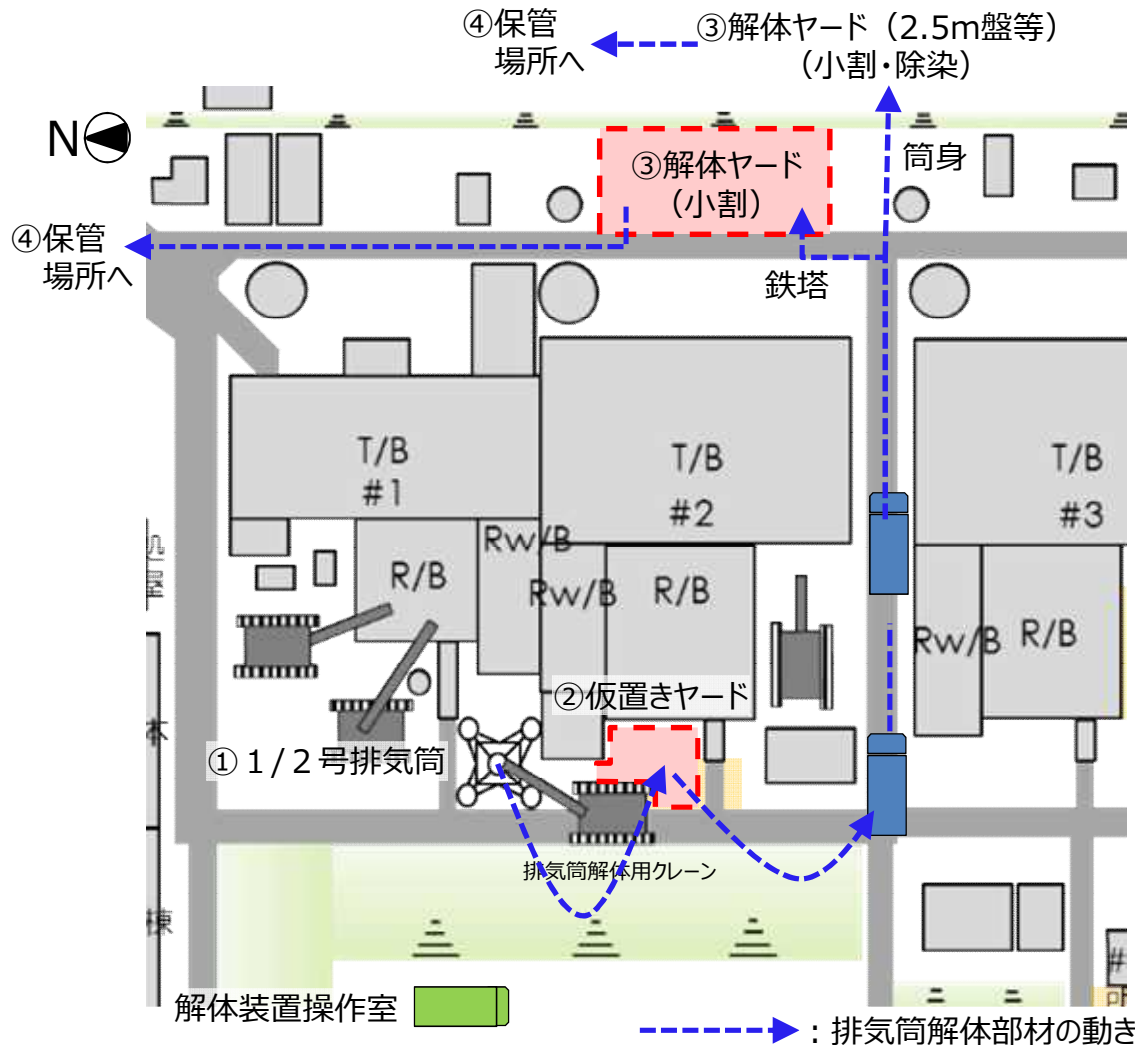 ④保管
場所へ
③解体ヤード（2.5m盤等）
（小割・除染）
N
③解体ヤード
（小割）
筒身
④保管
場所へ
鉄塔
T/B
#1
T/B
#2
T/B
#3
Rw/B
R/B
Rw/B
R/B
Rw/B
R/B
②仮置きヤード
本
①１/２号排気筒
排気筒解体用クレーン
棟
解体装置操作室
：排気筒解体部材の動き